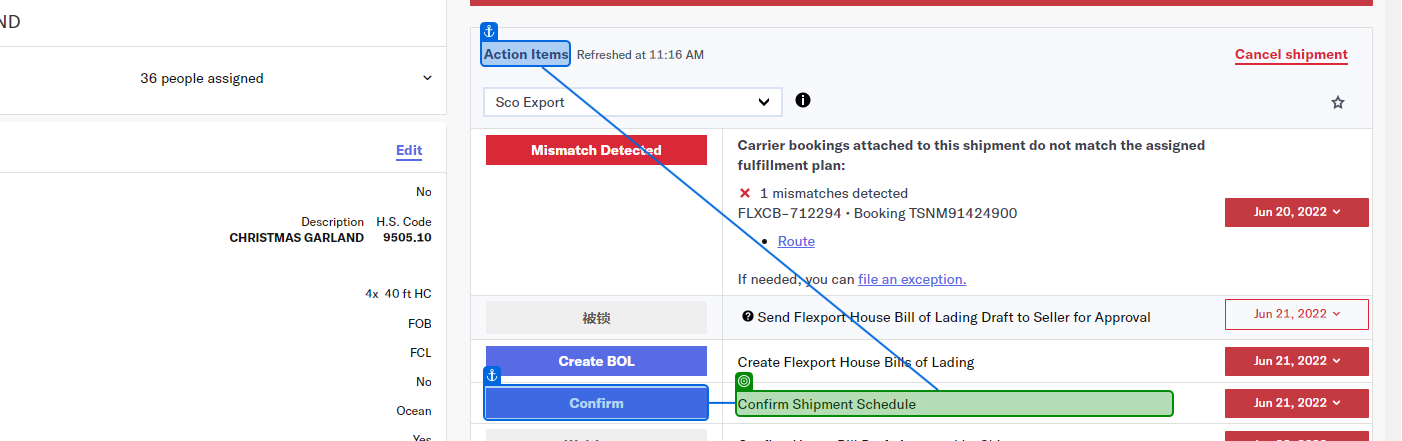 ND
36 people assigned
Edit
No
Description H.S. Code
CHRISTMAS GARLAND 9505.10
4x 40 ft HC
FOB
FCL
No
Ocean
Yes
Action Items Refreshed at 11:16 AM
Cancel shipment
Sco Export
Mismatch Detected
Carrier bookings attached to this shipment do not match the assigned
fulfillment plan:
1 mismatches detected
FLXCB-712294 • Booking TSNM91424900
Route
If needed, you can file an exception.
Jun 20, 2022
被锁
Send Flexport House Bill of Lading Draft to Seller for Approval
Jun 21, 2022
Create BOL
Create Flexport House Bills of Lading
Jun 21, 2022
Confirm
Confirm Shipment Schedule
Jun 21, 2022